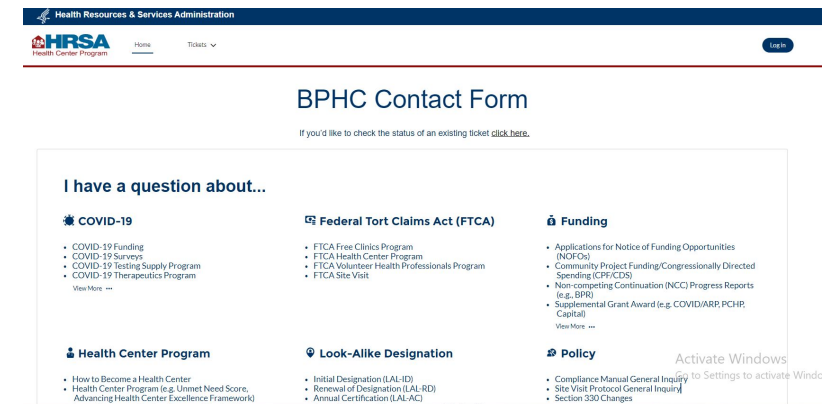 Health Resources & Services Administration
HRSA
Health Center Program
Home
Tickets
Log In
BPHC Contact Form
If you'd like to check the status of an existing ticket click here.
I have a question about...
COVID-19
• COVID-19 Funding
• COVID-19 Surveys
• COVID-19 Testing Supply Program
• COVID-19 Therapeutics Program
View More •••
Federal Tort Claims Act (FTCA)
• FTCA Free Clinics Program
• FTCA Health Center Program
• FTCA Volunteer Health Professionals Program
• FTCA Site Visit
Funding
• Applications for Notice of Funding Opportunities
(NOFOs)
• Community Project Funding/Congressionally Directed
Spending (CPF/CDS)
• Non-competing Continuation (NCC) Progress Reports
(e.g., BPR)
• Supplemental Grant Award (e.g. COVID/ARP, PCHP,
Capital)
View More •••
Health Center Program
• How to Become a Health Center
• Health Center Program (e.g. Unmet Need Score,
Advancing Health Center Excellence Framework)
Look-Alike Designation
• Initial Designation (LAL-ID)
• Renewal of Designation (LAL-RD)
• Annual Certification (LAL-AC)
Policy
• Compliance Manual General Inquiry
• Site Visit Protocol General Inquiry
• Section 330 Changes
Activate Windows
Go to Settings to activate Windo